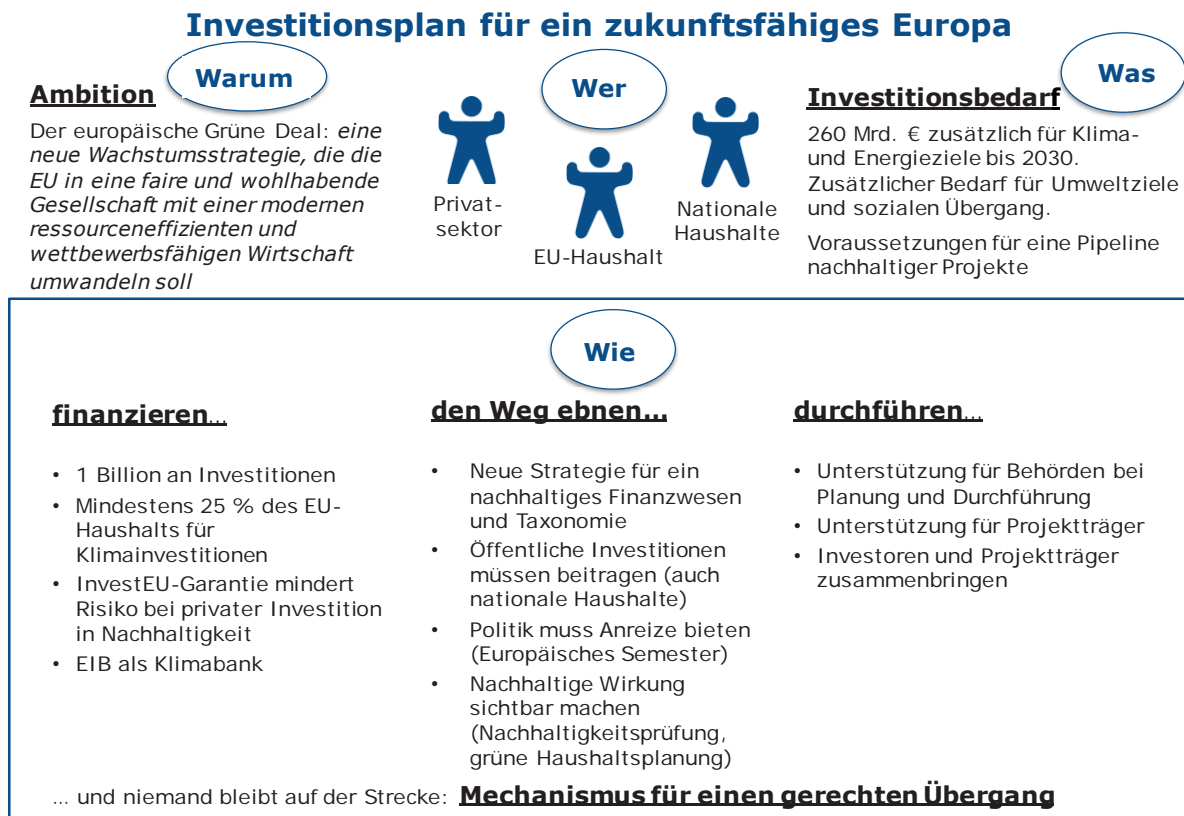 Investitionsplan für ein zukunftsfähiges Europa
Warum
Ambition
Der europäische Grüne Deal: eine
neue Wachstumsstrategie, die die
EU in eine faire und wohlhabende
Gesellschaft mit einer modernen
ressourceneffizienten und
wettbewerbsfähigen Wirtschaft
umwandeln soll
Wer
Privat-
sektor
EU-Haushalt
Nationale
Haushalte
Was
Investitionsbedarf
260 Mrd. € zusätzlich für Klima-
und Energieziele bis 2030.
Zusätzlicher Bedarf für Umweltziele
und sozialen Übergang.
Voraussetzungen für eine Pipeline
nachhaltiger Projekte
Wie
finanzieren...
• 1 Billion an Investitionen
• Mindestens 25 % des EU-
Haushalts für
Klimainvestitionen
• InvestEU-Garantie mindert
Risiko bei privater Investition
in Nachhaltigkeit
• EIB als Klimabank
den Weg ebnen...
• Neue Strategie für ein
nachhaltiges Finanzwesen
und Taxonomie
• Öffentliche Investitionen
müssen beitragen (auch
nationale Haushalte)
• Politik muss Anreize bieten
(Europäisches Semester)
• Nachhaltige Wirkung
sichtbar machen
(Nachhaltigkeitsprüfung,
grüne Haushaltsplanung)
durchführen...
• Unterstützung für Behörden bei
Planung und Durchführung
• Unterstützung für Projektträger
• Investoren und Projektträger
zusammenbringen
... und niemand bleibt auf der Strecke: Mechanismus für einen gerechten Übergang